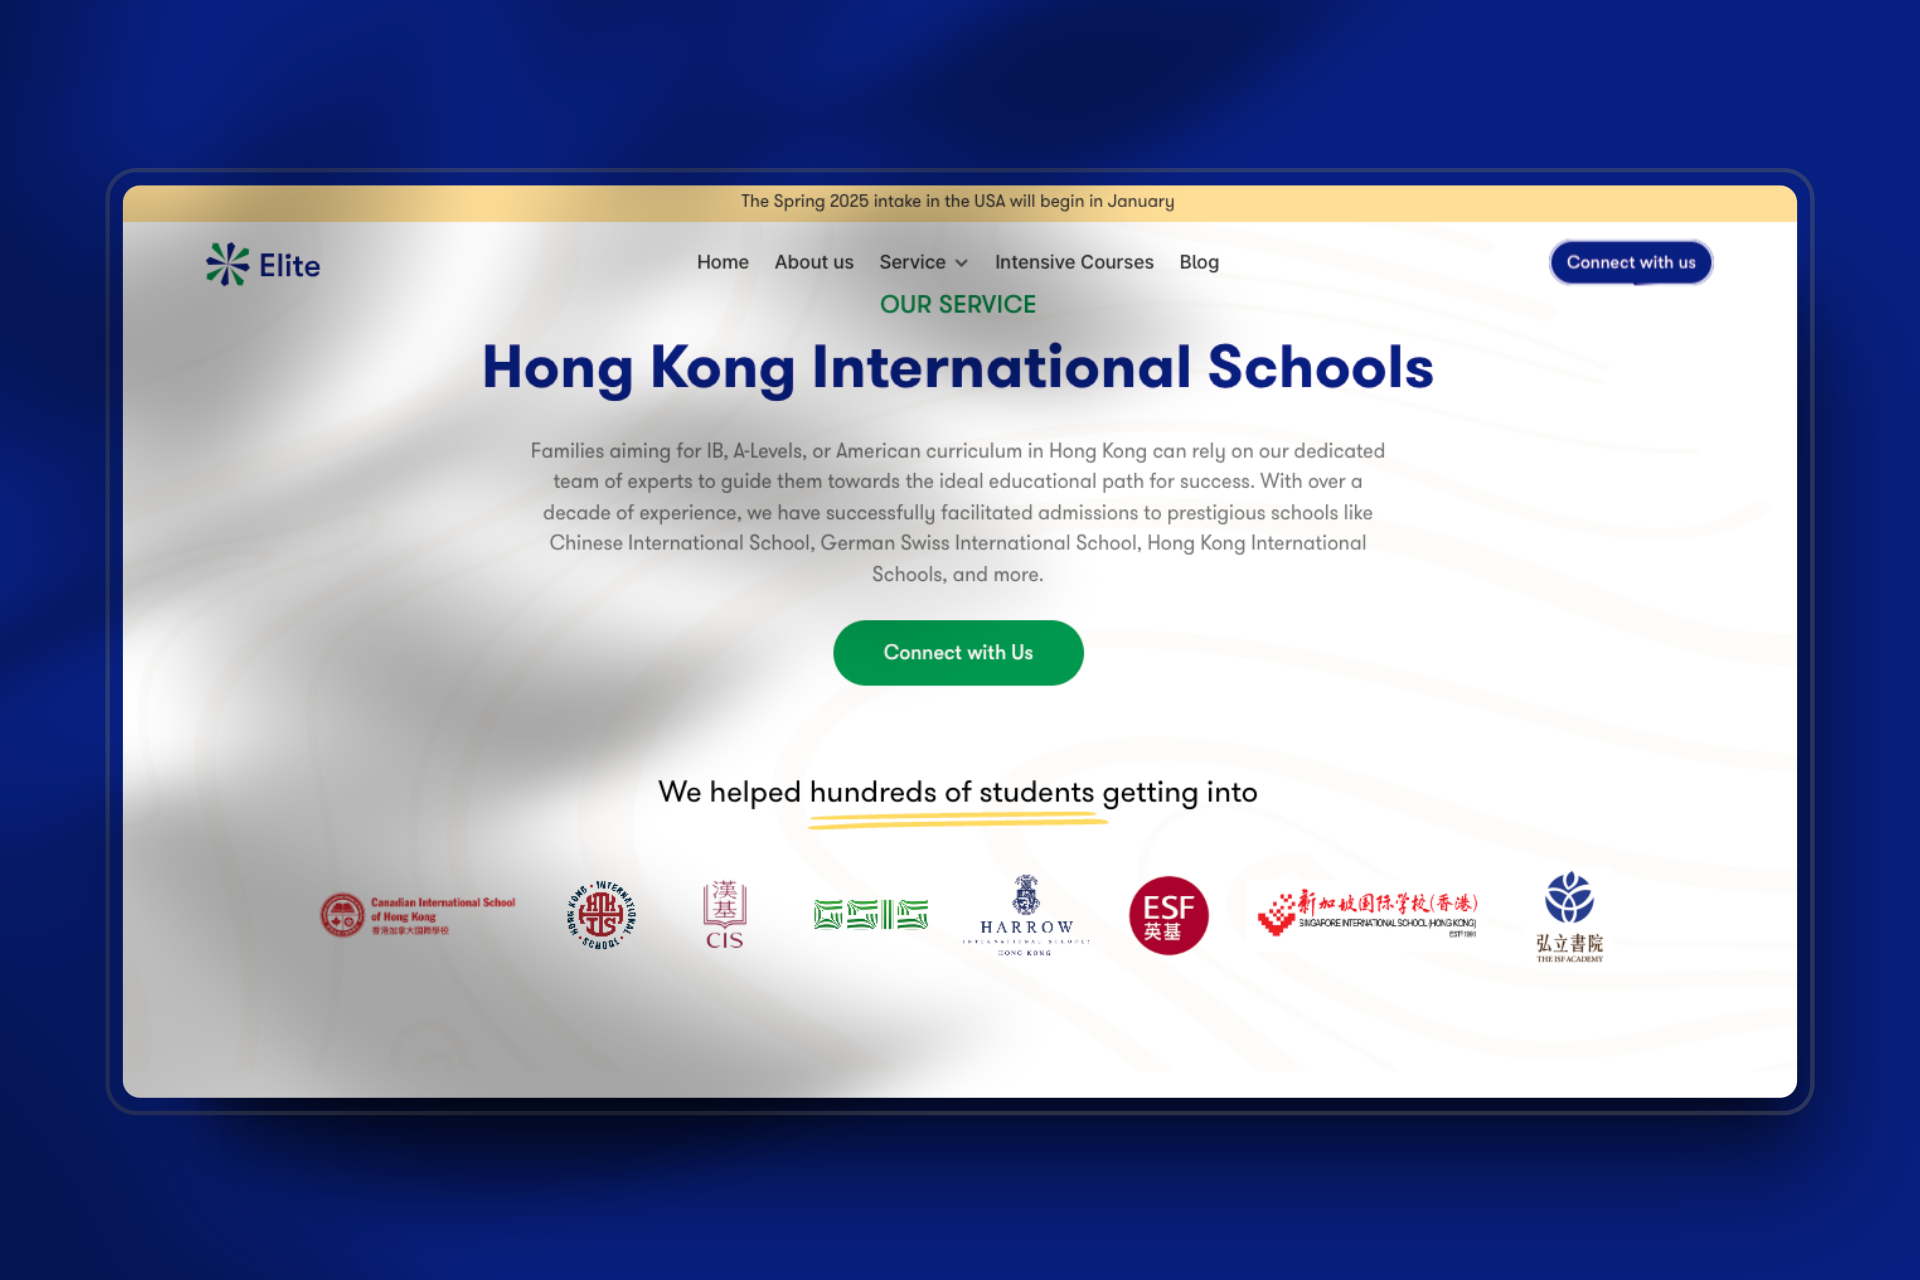 The Spring 2025 intake in the USA will begin in January
Elite
Home
About us
Service
Intensive Courses
Blog
Connect with us
OUR SERVICE
Hong Kong International Schools
Families aiming for IB, A-Levels, or American curriculum in Hong Kong can rely on our dedicated
team of experts to guide them towards the ideal educational path for success. With over a
decade of experience, we have successfully facilitated admissions to prestigious schools like
Chinese International School, German Swiss International School, Hong Kong International
Schools, and more.
Connect with Us
We helped hundreds of students getting into
Canadian International School
of Hong Kong
香港加拿大國際學校
HONG KONG · INTERNATIONAL · SCHOOL ·
HKIS
漢基
CIS
GSIS
HARROW
INTERNATIONAL SCHOOL
HONG KONG
ESF
英基
新加坡国际学校(香港)
SINGAPORE INTERNATIONAL SCHOOL (HONG KONG)
EST 1991
弘立書院
THE ISF ACADEMY